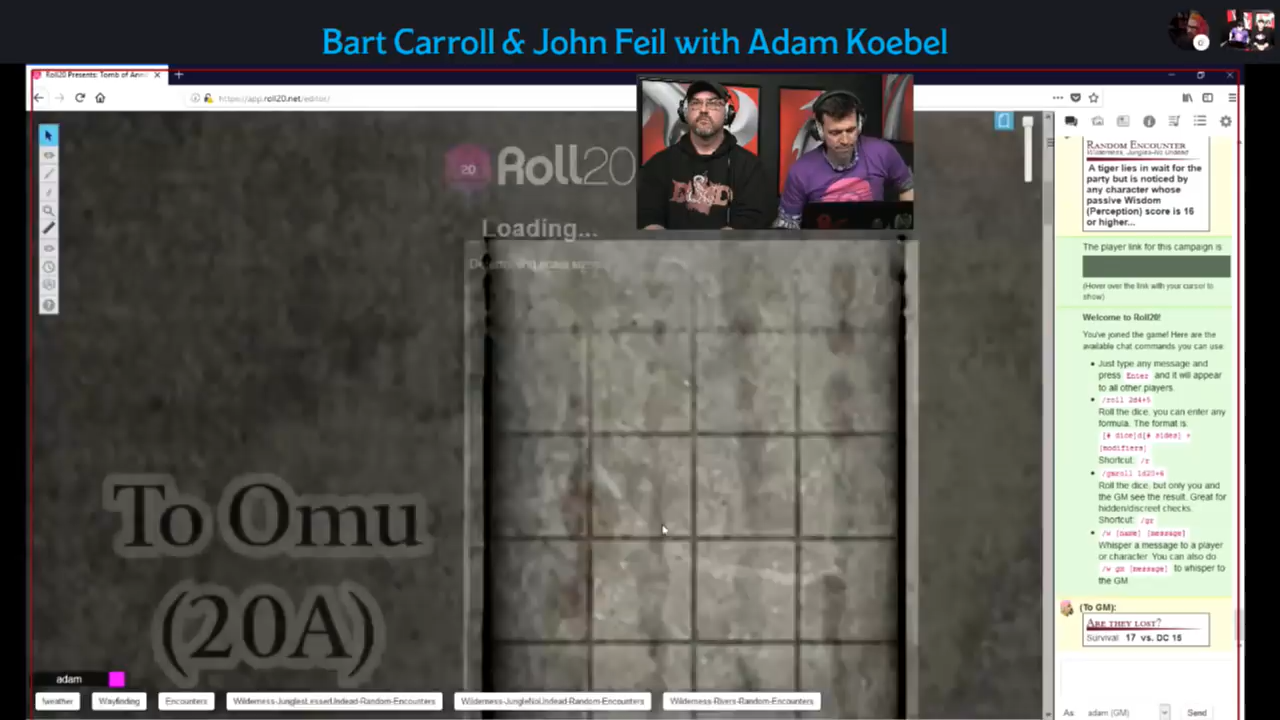 Bart Carroll & John Feil with Adam Koebel
Roll20 Presents: Tomb of Anni
https://app.roll20.net/editor/
20 Roll20
Loading...
To Omu
(20A)
RANDOM ENCOUNTER
Wilderness, Jungles-No Undead
A tiger lies in wait for the
party but is noticed by
any character whose
passive Wisdom
(Perception) score is 16
or higher...
The player link for this campaign is
(Hover over the link with your cursor to
show)
Welcome to Roll20!
You've joined the game! Here are the
available chat commands you can use:
• Just type any message and
press Enter and it will appear
to all other players.
• /roll 2d4+5
Roll the dice, you can enter any
formula. The format is
[# dice]d[# sides] +
[modifiers]
Shortcut: /r
• /gmroll 1d20+6
Roll the dice, but only you and
the GM see the result. Great for
hidden/discreet checks.
Shortcut: /gr
• /w [name] [message]
Whisper a message to a player
or character. You can also do
/w gm [message] to whisper to
the GM
(To GM):
ARE THEY LOST?
Survival 17 vs. DC 15
As: adam (GM) Send
adam
!weather Wayfinding Encounters Wilderness-JunglesLesserUndead-Random-Encounters Wilderness-JungleNoUndead-Random-Encounters Wilderness-Rivers-Random-Encounters